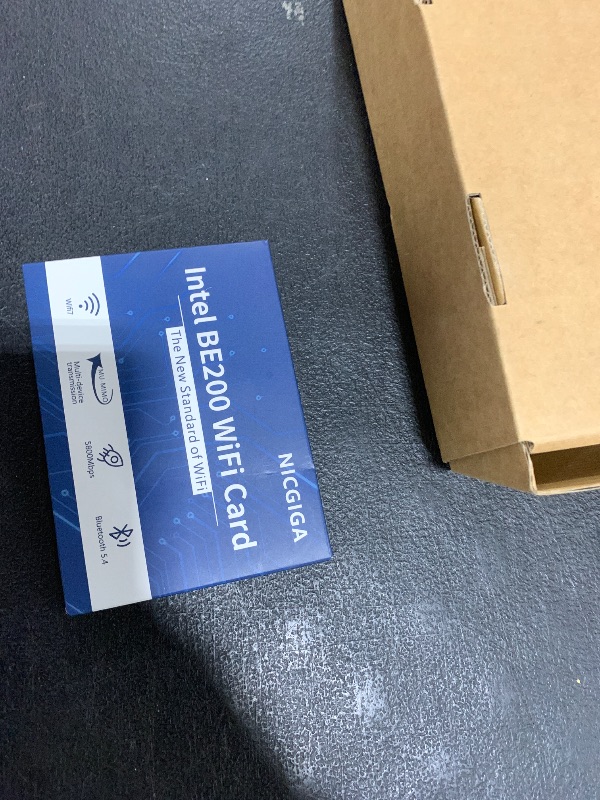 NICGIGA
Intel BE200 WiFi Card
The New Standard of WiFi
Wifi7
MU-MIMO
Multi-device
transmission
5800Mbps
Bluetooth 5.4